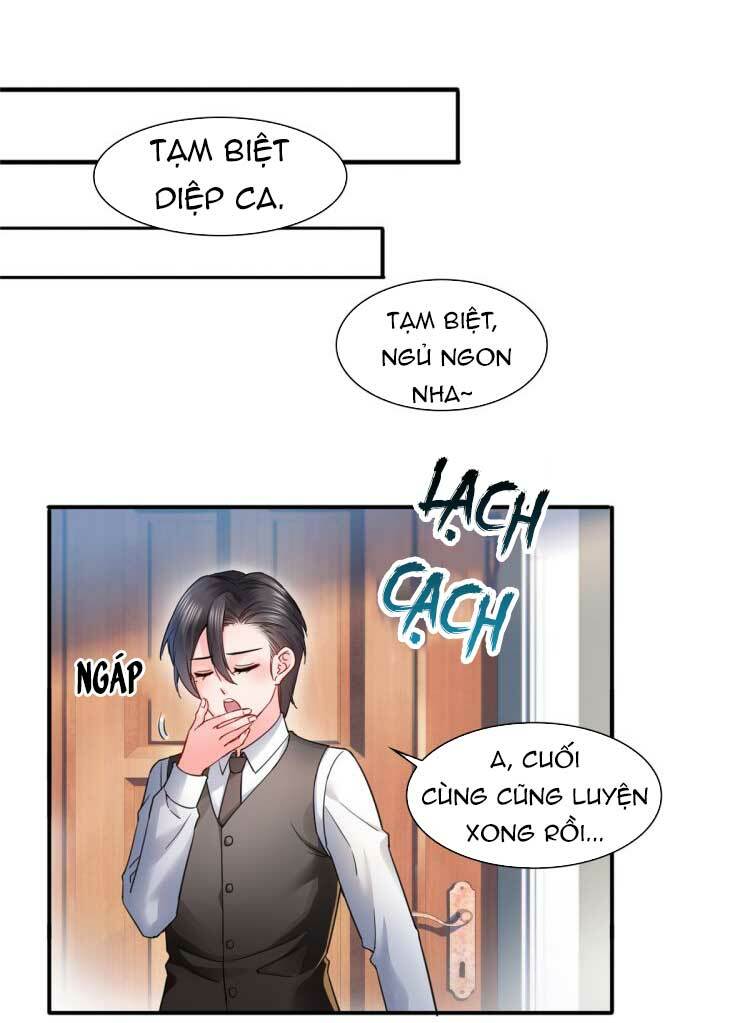 TẠM BIỆT
DIỆP CA.
TẠM BIỆT,
NGỦ NGON
NHA~
LẠCH
CẠCH
NGÁP
A, CUỐI
CÙNG CŨNG LUYỆN
XONG RỒI...